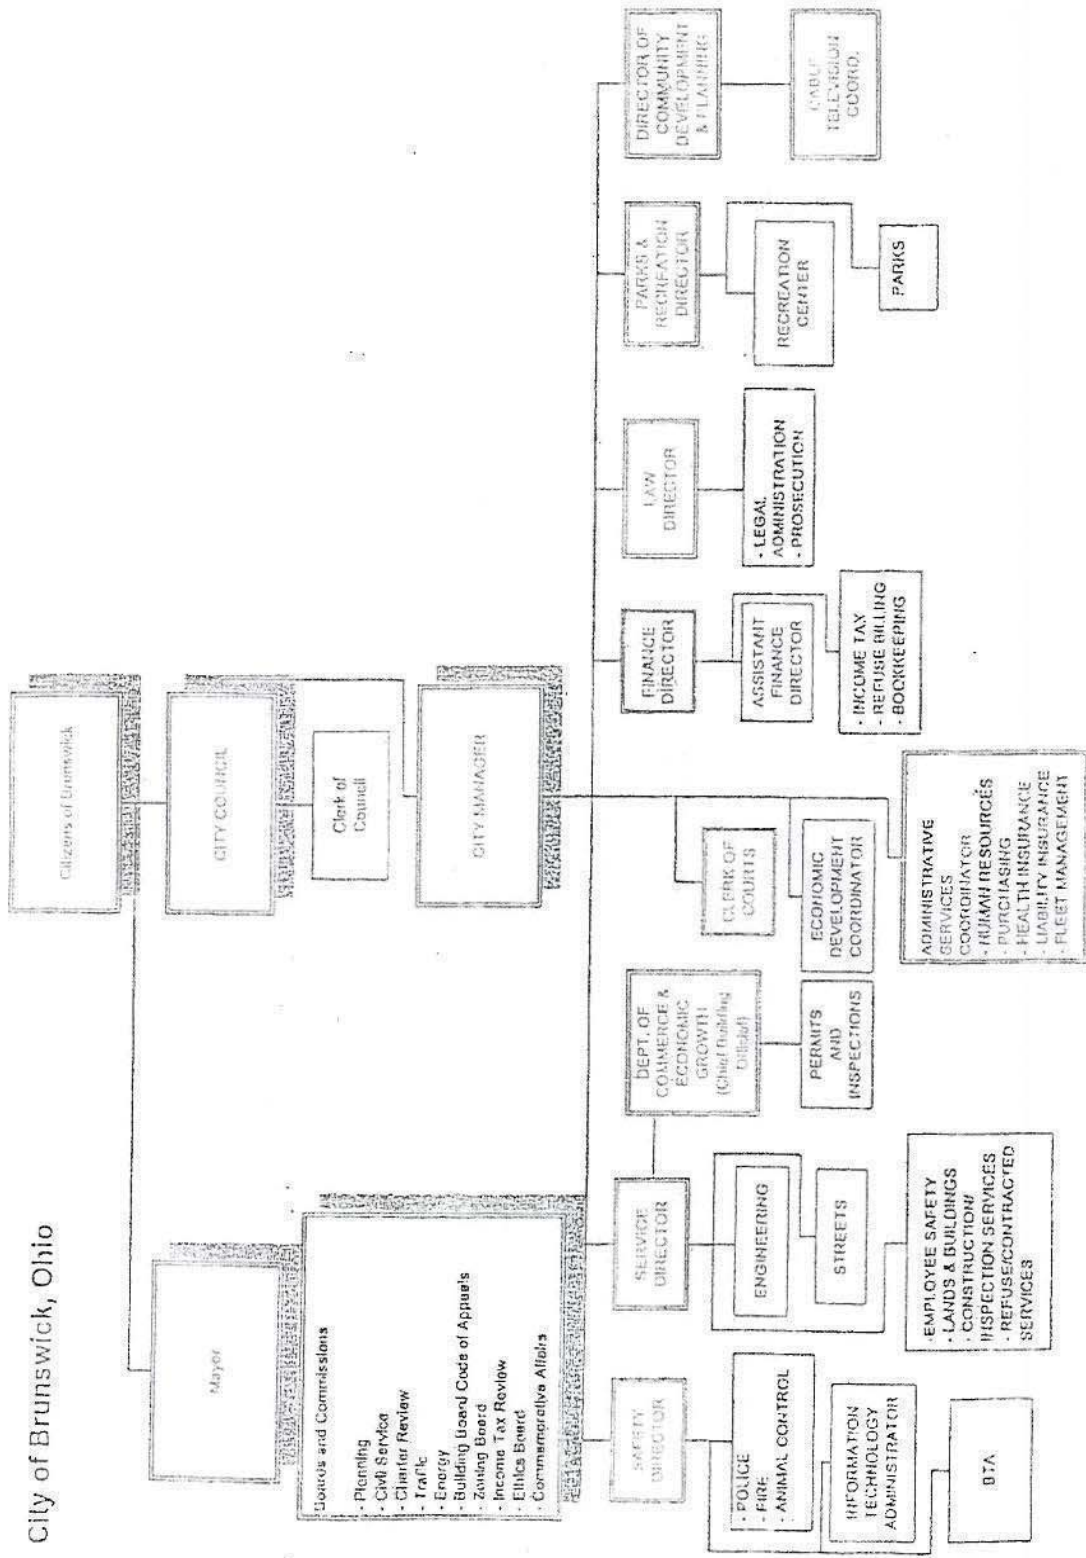 City of Brunswick, Ohio
Citizens of Brunswick
Mayor
CITY COUNCIL
Clerk of
Council
CITY MANAGER
Boards and Commissions
- Planning
- Civil Service
- Charter Review
- Traffic
- Energy
- Building Board Code of Appeals
- Zoning Board
- Income Tax Review
- Ethics Board
- Commemorative Affairs
SAFETY
DIRECTOR
- POLICE
- FIRE
- ANIMAL CONTROL
INFORMATION
TECHNOLOGY
ADMINISTRATOR
BTA
SERVICE
DIRECTOR
ENGINEERING
STREETS
- EMPLOYEE SAFETY
- LANDS & BUILDINGS
- CONSTRUCTION/
INSPECTION SERVICES
- REFUSE/CONTRACTED
SERVICES
DEPT. OF
COMMERCE &
ECONOMIC
GROWTH
(Chief Building
Official)
PERMITS
AND
INSPECTIONS
CLERK OF
COURTS
ECONOMIC
DEVELOPMENT
COORDINATOR
ADMINISTRATIVE
SERVICES
COORDINATOR
- HUMAN RESOURCES
- PURCHASING
- HEALTH INSURANCE
- LIABILITY INSURANCE
- FLEET MANAGEMENT
FINANCE
DIRECTOR
ASSISTANT
FINANCE
DIRECTOR
- INCOME TAX
- REFUSE BILLING
- BOOKKEEPING
LAW
DIRECTOR
- LEGAL
ADMINISTRATION
- PROSECUTION
PARKS &
RECREATION
DIRECTOR
RECREATION
CENTER
PARKS
DIRECTOR OF
COMMUNITY
DEVELOPMENT
& PLANNING
CABLE
TELEVISION
COORD.